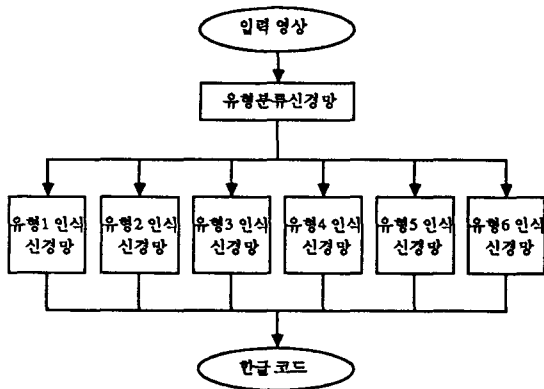 입력 영상
유형분류신경망
유형1 인식
신경망
유형2 인식
신경망
유형3 인식
신경망
유형4 인식
신경망
유형5 인식
신경망
유형6 인식
신경망
한글 코드